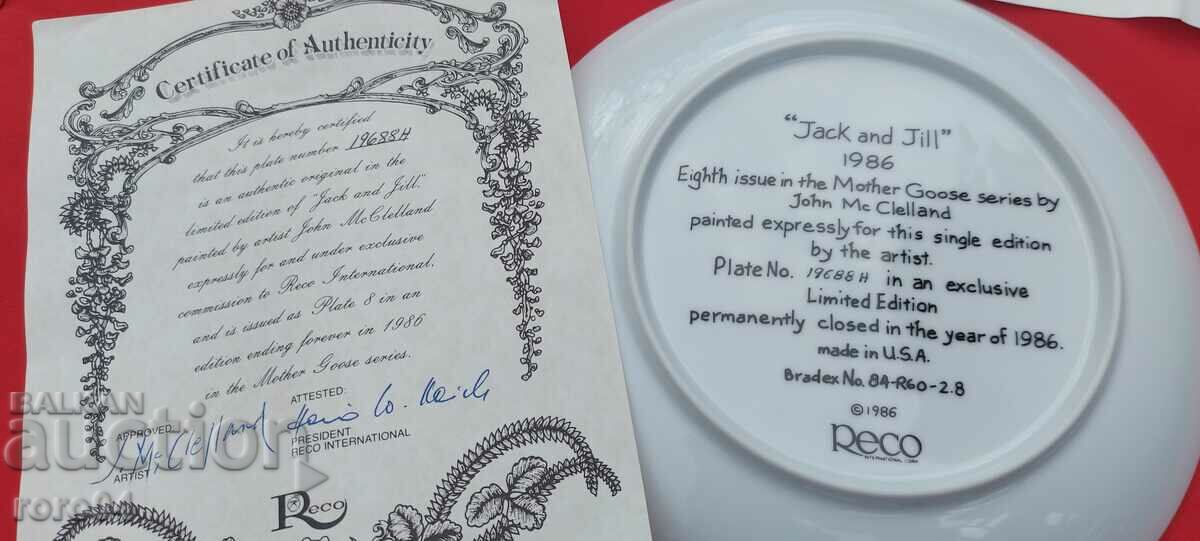 Certificate of Authenticity
It is hereby certified
that this plate number 19688H
is an authentic original in the
limited edition of "Jack and Jill",
painted by artist John McClelland
expressly for and under exclusive
commission to Reco International,
and is issued as Plate 8 in an
edition ending forever in 1986
in the Mother Goose series.
APPROVED:
J. McClelland
ARTIST
ATTESTED:
PRESIDENT
RECO INTERNATIONAL
Reco
"Jack and Jill"
1986
Eighth issue in the Mother Goose series by
John McClelland
painted expressly for this single edition
by the artist.
Plate No. 19688H in an exclusive
Limited Edition
permanently closed in the year of 1986.
made in U.S.A.
Bradex No. 84-R60-2.8
©1986
Reco
INTERNATIONAL CORP.
BALKAN
auction
roro94